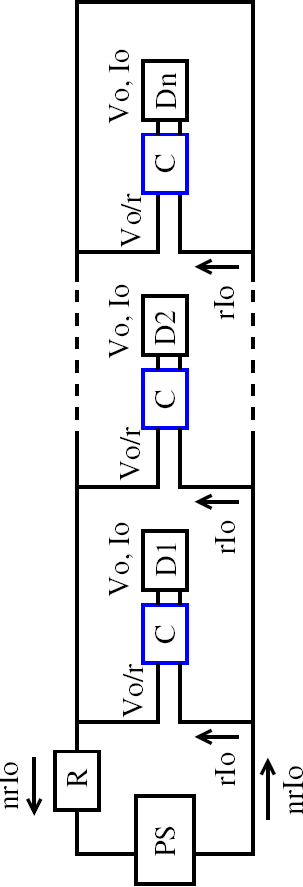 nrIo
R
PS
nrIo
Vo/r
C
D1
Vo, Io
rIo
Vo/r
C
D2
Vo, Io
rIo
Vo/r
C
Dn
Vo, Io
rIo